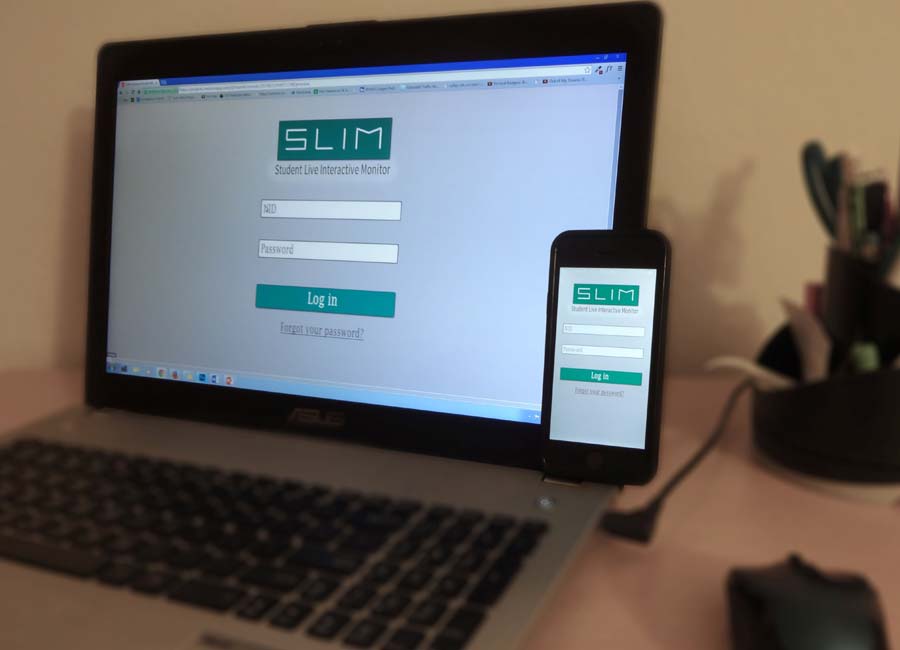 SLIM
Student Live Interactive Monitor
NID
Password
Log in
Forgot your password?
ASUS
SLIM
Student Live Interactive Monitor
NID
Password
Log in
Forgot your password?